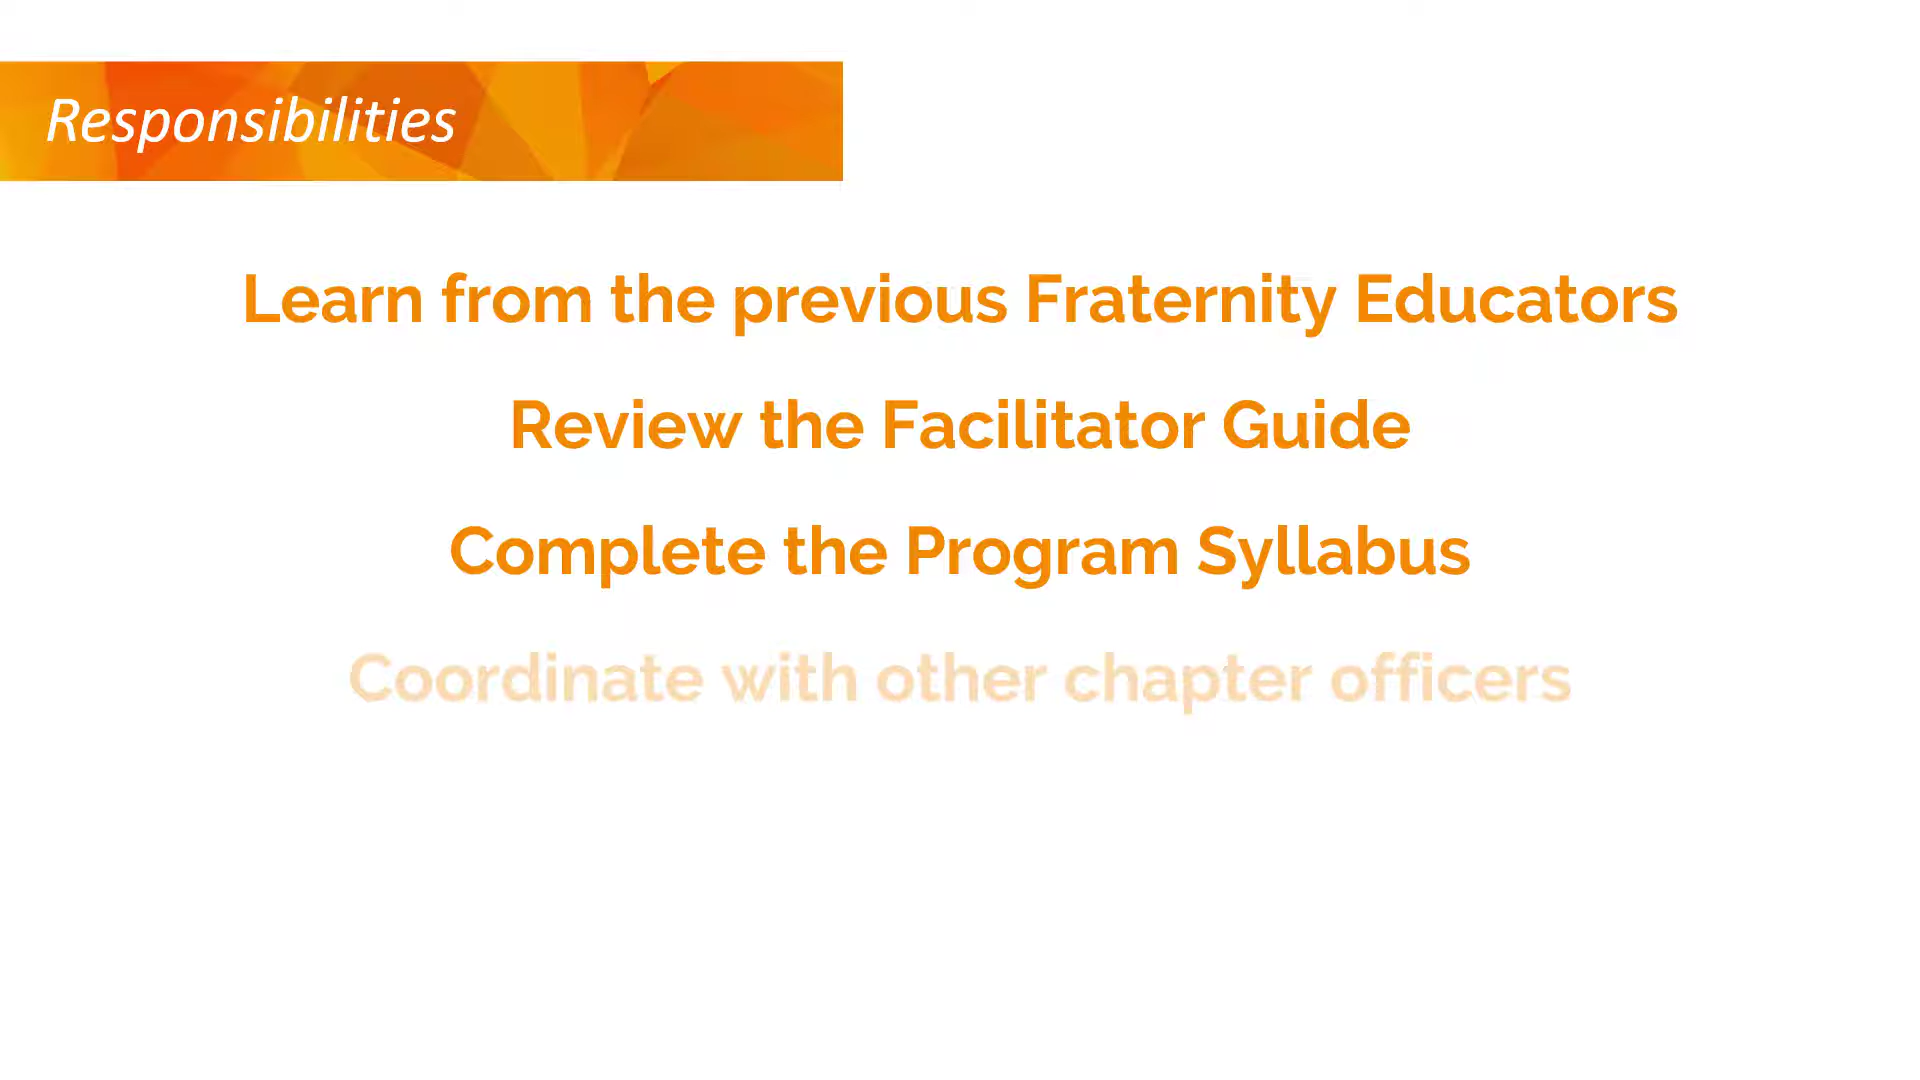 Responsibilities
Learn from the previous Fraternity Educators
Review the Facilitator Guide
Complete the Program Syllabus
Coordinate with other chapter officers